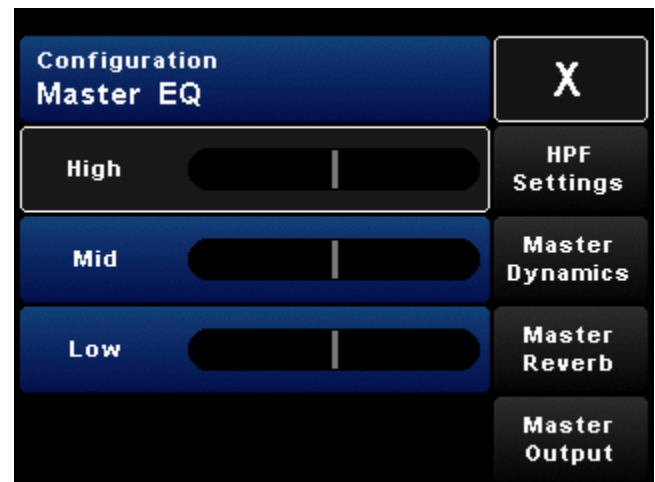 Configuration
Master EQ
X
High
HPF
Settings
Mid
Master
Dynamics
Low
Master
Reverb
Master
Output